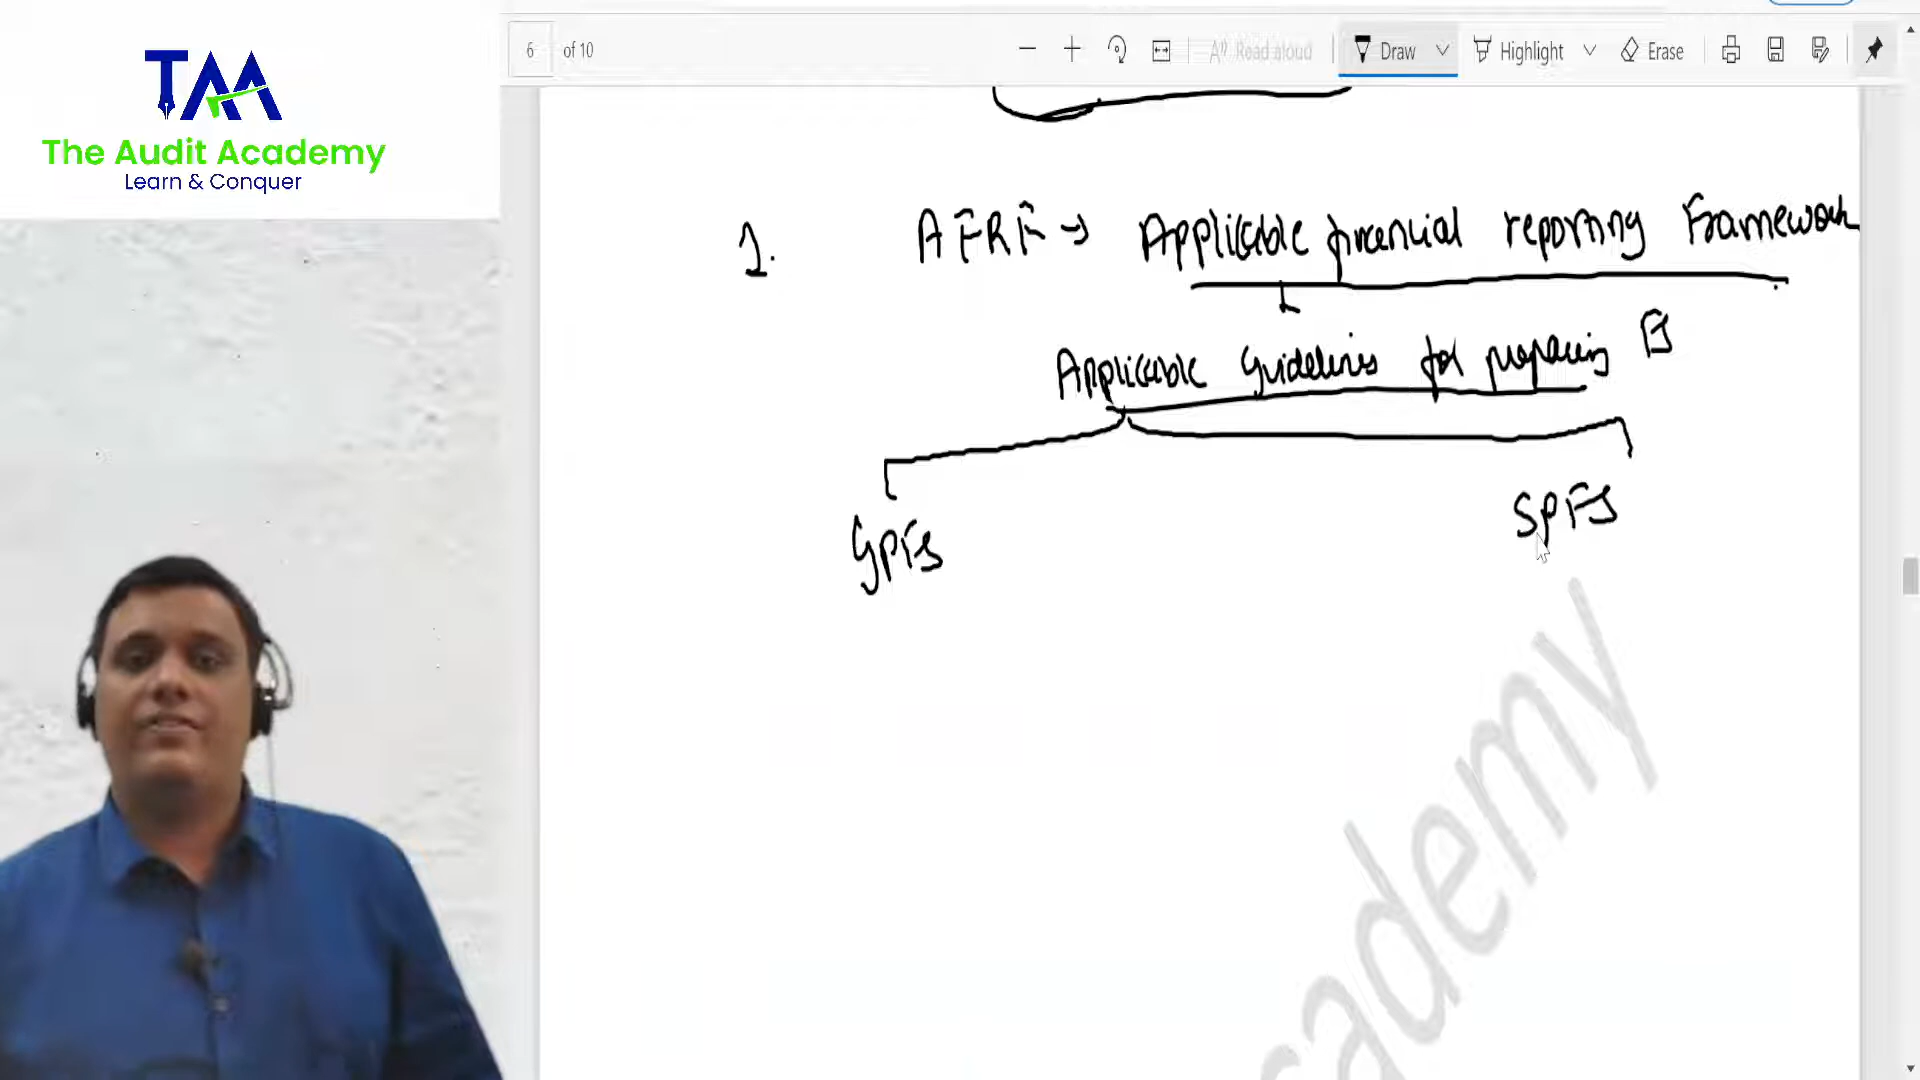 TAA
The Audit Academy
Learn & Conquer
6 of 10
Read aloud
Draw
Highlight
Erase
1. AFRF → Applicable financial reporting Framework
Applicable Guidelines for preparing FS
GPFS
SPFS
ademy